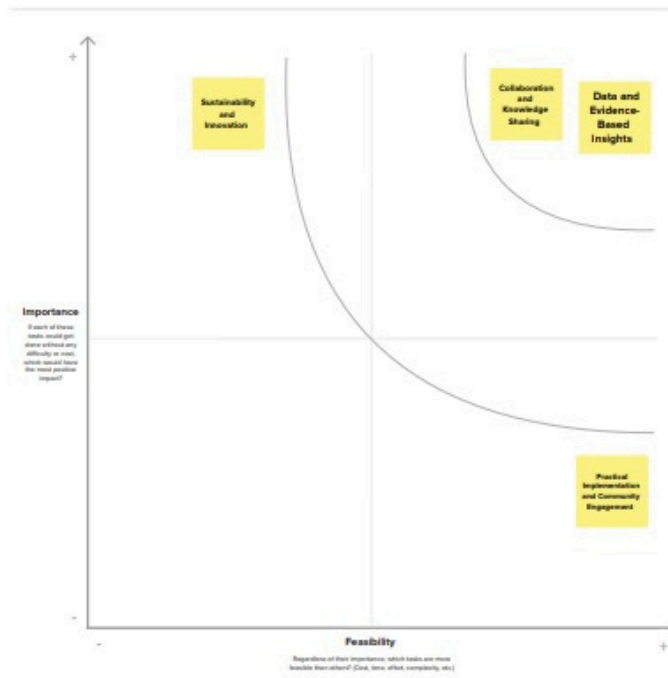 +
Sustainability
and
Innovation
Collaboration
and
Knowledge
Sharing
Data and
Evidence-
Based
Insights
Importance
If each of these
tasks could get
done without any
difficulty or cost,
which would have
the most positive
impact?
Practical
Implementation
and Community
Engagement
-
-
Feasibility
+
Regardless of their importance, which tasks are more
feasible than others? (Cost, time, effort, complexity, etc.)